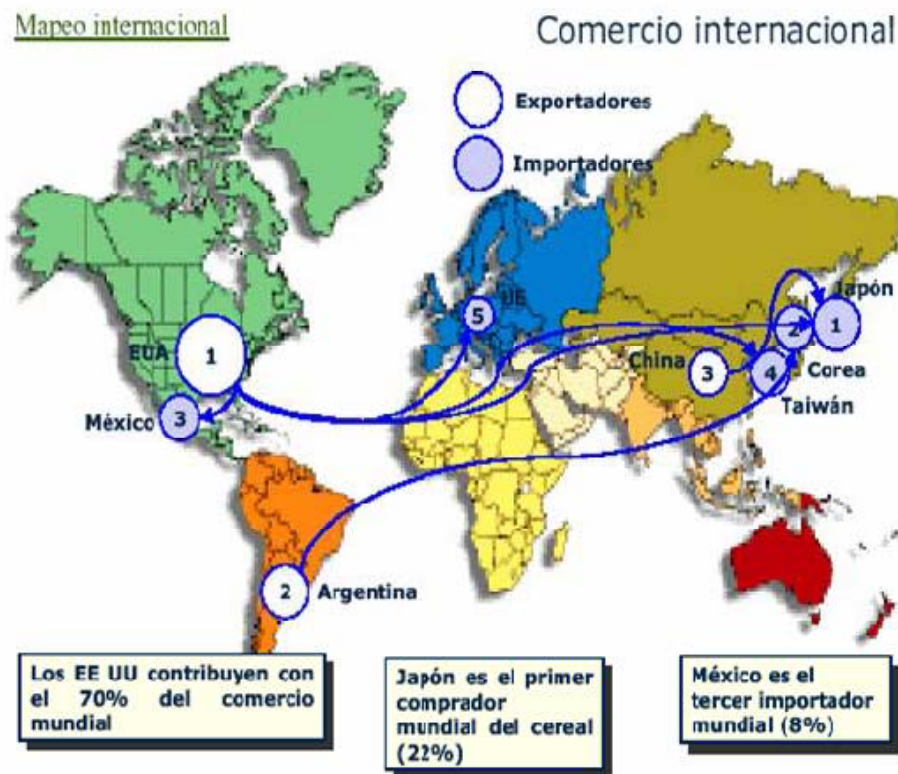 Mapeo internacional
Comercio internacional
Exportadores
Importadores
UE
5
Japón
1
2
EUA
1
China
3
4
Corea
Taiwán
México
3
2
Argentina
Los EE UU contribuyen con
el 70% del comercio
mundial
Japón es el primer
comprador
mundial del cereal
(22%)
México es el
tercer importador
mundial (8%)